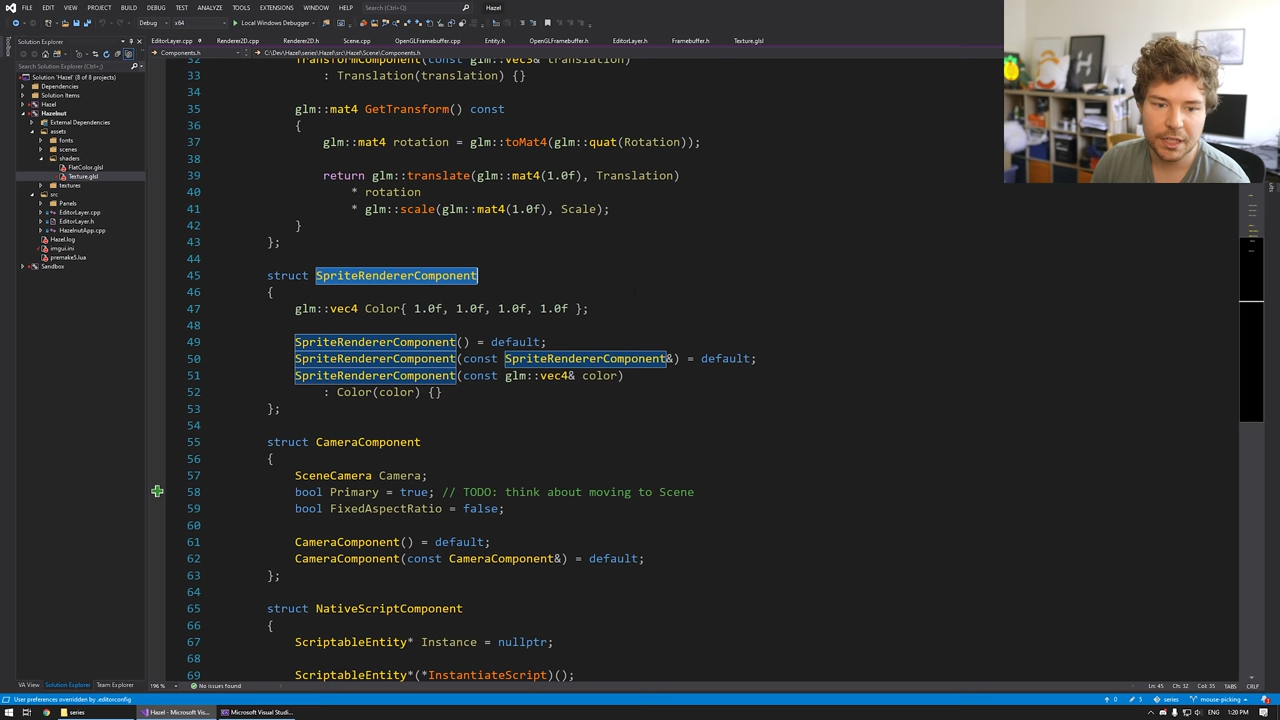 FILE EDIT VIEW PROJECT BUILD DEBUG TEST ANALYZE TOOLS EXTENSIONS WINDOW HELP Search (Ctrl+Q) Hazel
Debug x64 Local Windows Debugger
Solution Explorer
Search Solution Explorer (Ctrl+;)
Solution 'Hazel' (8 of 8 projects)
Dependencies
Solution Items
Hazel
Hazelnut
External Dependencies
assets
fonts
scenes
shaders
FlatColor.glsl
Texture.glsl
textures
src
Panels
EditorLayer.cpp
EditorLayer.h
HazelnutApp.cpp
Hazel.log
imgui.ini
premake5.lua
Sandbox
EditorLayer.cpp Renderer2D.cpp Renderer2D.h Scene.cpp Components.h OpenGLFramebuffer.cpp Entity.h OpenGLFramebuffer.h EditorLayer.h Framebuffer.h Texture.glsl
Components.h C:\Dev\Hazel\series\Hazel\src\Hazel\Scene\Components.h
32 TransformComponent(const glm::vec3& translation)
33 : Translation(translation) {}
34
35 glm::mat4 GetTransform() const
36 {
37 glm::mat4 rotation = glm::toMat4(glm::quat(Rotation));
38
39 return glm::translate(glm::mat4(1.0f), Translation)
40 * rotation
41 * glm::scale(glm::mat4(1.0f), Scale);
42 }
43 };
44
45 struct SpriteRendererComponent
46 {
47 glm::vec4 Color{ 1.0f, 1.0f, 1.0f, 1.0f };
48
49 SpriteRendererComponent() = default;
50 SpriteRendererComponent(const SpriteRendererComponent&) = default;
51 SpriteRendererComponent(const glm::vec4& color)
52 : Color(color) {}
53 };
54
55 struct CameraComponent
56 {
57 SceneCamera Camera;
58 bool Primary = true; // TODO: think about moving to Scene
59 bool FixedAspectRatio = false;
60
61 CameraComponent() = default;
62 CameraComponent(const CameraComponent&) = default;
63 };
64
65 struct NativeScriptComponent
66 {
67 ScriptableEntity* Instance = nullptr;
68
69 ScriptableEntity*(*InstantiateScript)();
VA View Solution Explorer Team Explorer
196 % No issues found Ln: 45 Ch: 32 Col: 35 TABS CRLF
User preferences overridden by .editorconfig 0 5 series mouse-picking
series Hazel - Microsoft Vis... Microsoft Visual Studi... ENG 1:20 PM